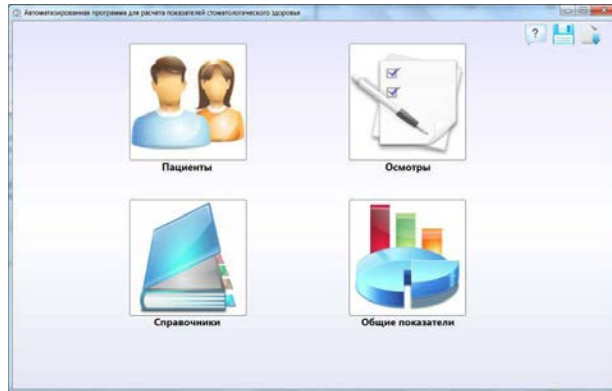 Автоматизированная программа для расчета показателей стоматологического здоровья
?
Пациенты
Осмотры
Справочники
Общие показатели